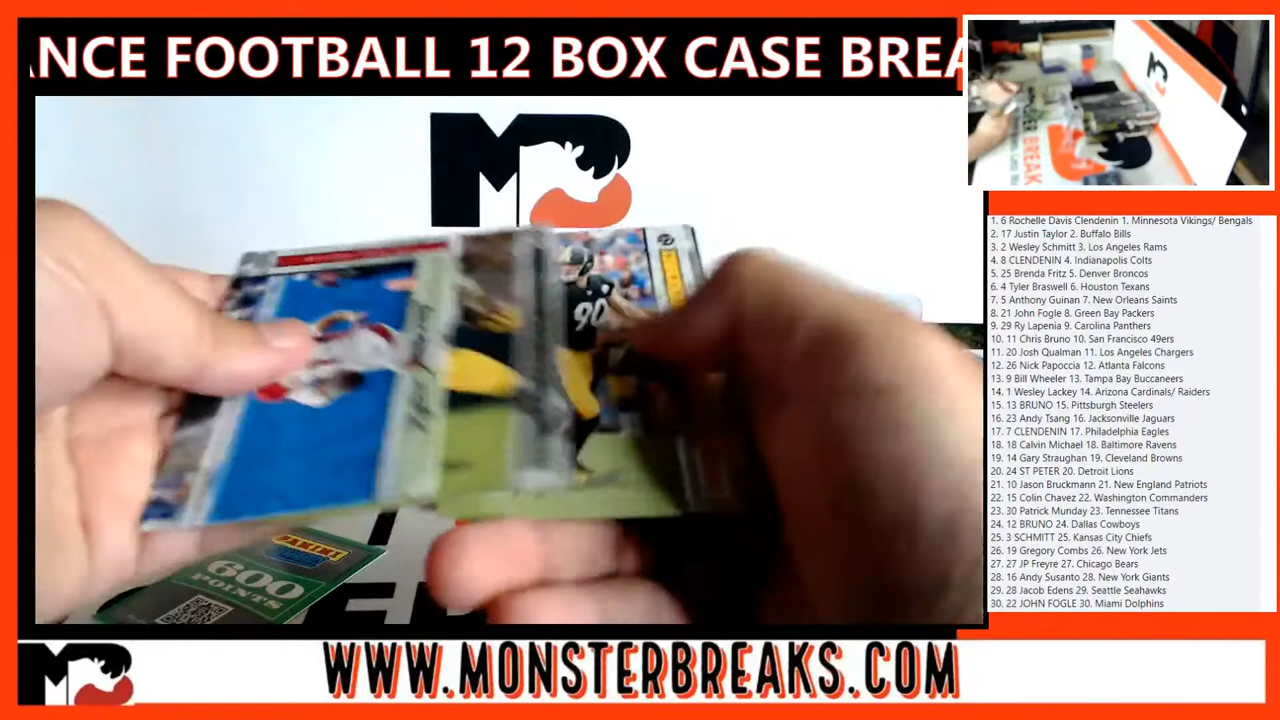 ANCE FOOTBALL 12 BOX CASE BREA
MB
90
PANINI
600
POINTS
BREAK
1. 6 Rochelle Davis Clendenin 1. Minnesota Vikings/ Bengals
2. 17 Justin Taylor 2. Buffalo Bills
3. 2 Wesley Schmitt 3. Los Angeles Rams
4. 8 CLENDENIN 4. Indianapolis Colts
5. 25 Brenda Fritz 5. Denver Broncos
6. 4 Tyler Braswell 6. Houston Texans
7. 5 Anthony Guinan 7. New Orleans Saints
8. 21 John Fogle 8. Green Bay Packers
9. 29 Ry Lapenia 9. Carolina Panthers
10. 11 Chris Bruno 10. San Francisco 49ers
11. 20 Josh Qualman 11. Los Angeles Chargers
12. 26 Nick Papoccia 12. Atlanta Falcons
13. 9 Bill Wheeler 13. Tampa Bay Buccaneers
14. 1 Wesley Lackey 14. Arizona Cardinals/ Raiders
15. 13 BRUNO 15. Pittsburgh Steelers
16. 23 Andy Tsang 16. Jacksonville Jaguars
17. 7 CLENDENIN 17. Philadelphia Eagles
18. 18 Calvin Michael 18. Baltimore Ravens
19. 14 Gary Straughan 19. Cleveland Browns
20. 24 ST PETER 20. Detroit Lions
21. 10 Jason Bruckmann 21. New England Patriots
22. 15 Colin Chavez 22. Washington Commanders
23. 30 Patrick Munday 23. Tennessee Titans
24. 12 BRUNO 24. Dallas Cowboys
25. 3 SCHMITT 25. Kansas City Chiefs
26. 19 Gregory Combs 26. New York Jets
27. 27 JP Freyre 27. Chicago Bears
28. 16 Andy Susanto 28. New York Giants
29. 28 Jacob Edens 29. Seattle Seahawks
30. 22 JOHN FOGLE 30. Miami Dolphins
MB
WWW.MONSTERBREAKS.COM